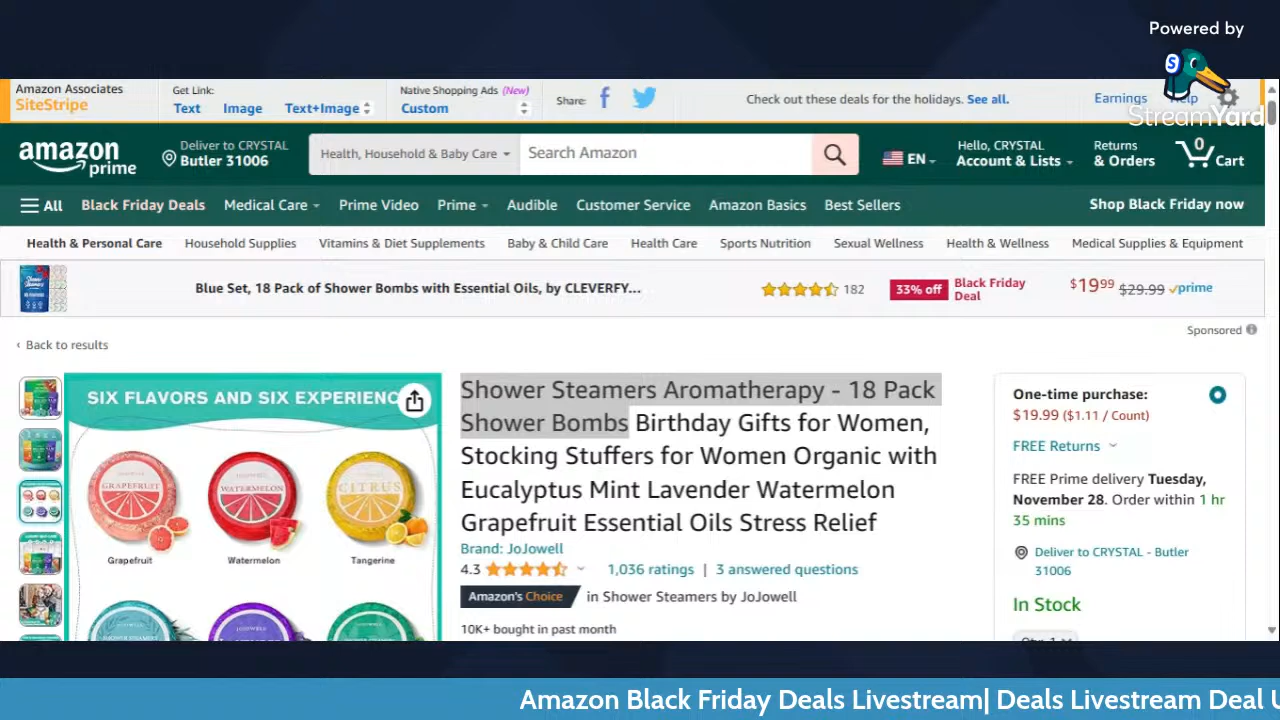 Powered by
StreamYard
Amazon Associates
SiteStripe
Get Link:
Text Image Text+Image
Native Shopping Ads (New)
Custom
Share:
Check out these deals for the holidays. See all.
Earnings Help
amazon prime
Deliver to CRYSTAL
Butler 31006
Health, Household & Baby Care
Search Amazon
EN
Hello, CRYSTAL
Account & Lists
Returns
& Orders
0
Cart
All Black Friday Deals Medical Care Prime Video Prime Audible Customer Service Amazon Basics Best Sellers
Shop Black Friday now
Health & Personal Care Household Supplies Vitamins & Diet Supplements Baby & Child Care Health Care Sports Nutrition Sexual Wellness Health & Wellness Medical Supplies & Equipment
Blue Set, 18 Pack of Shower Bombs with Essential Oils, by CLEVERFY...
182
33% off
Black Friday
Deal
$19.99 $29.99 prime
Sponsored
‹ Back to results
SIX FLAVORS AND SIX EXPERIENC
GRAPEFRUIT
WATERMELON
CITRUS
Grapefruit
Watermelon
Tangerine
Shower Steamers Aromatherapy - 18 Pack
Shower Bombs Birthday Gifts for Women,
Stocking Stuffers for Women Organic with
Eucalyptus Mint Lavender Watermelon
Grapefruit Essential Oils Stress Relief
Brand: JoJowell
4.3 1,036 ratings | 3 answered questions
Amazon's Choice in Shower Steamers by JoJowell
10K+ bought in past month
One-time purchase:
$19.99 ($1.11 / Count)
FREE Returns
FREE Prime delivery Tuesday,
November 28. Order within 1 hr
35 mins
Deliver to CRYSTAL - Butler
31006
In Stock
Qty: 1
Amazon Black Friday Deals Livestream| Deals Livestream Deal U